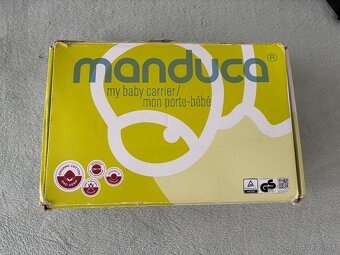 manduca®
my baby carrier/
mon porte-bébé